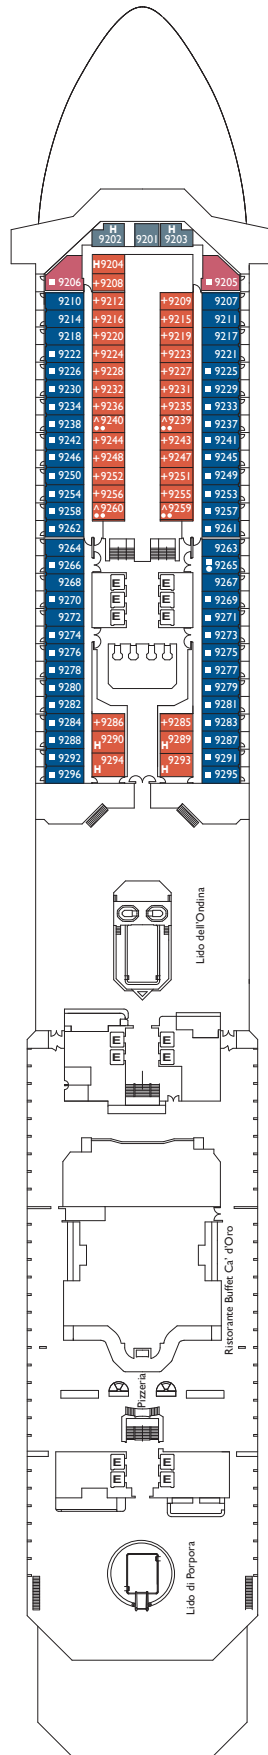 H 9202 9201 H 9203
H9204
9206 +9208 9205
9210 +9212 +9209 9207
9214 +9216 +9215 9211
9218 +9220 +9219 9217
9222 +9224 +9223 9221
9226 +9228 +9227 9225
9230 +9232 +9231 9229
9234 +9236 +9235 9233
9238 ^9240 ^9239 9237
9242 +9244 +9243 9241
9246 +9248 +9247 9245
9250 +9252 +9251 9249
9254 +9256 +9255 9253
9258 ^9260 ^9259 9257
9262 9261
9264 9263
9266 9265
9268 E E 9267
9270 E E 9269
9272 E E 9271
9274 9273
9276 9275
9278 9277
9280 9279
9282 9281
9284 +9286 +9285 9283
9288 9290 H 9289 H 9287
9292 9294 H 9293 H 9291
9296 9295
Lido dell'Ondina
E E
E E
Ristorante Buffet Ca' d'Oro
Pizzeria
E E
E E
Lido di Porpora